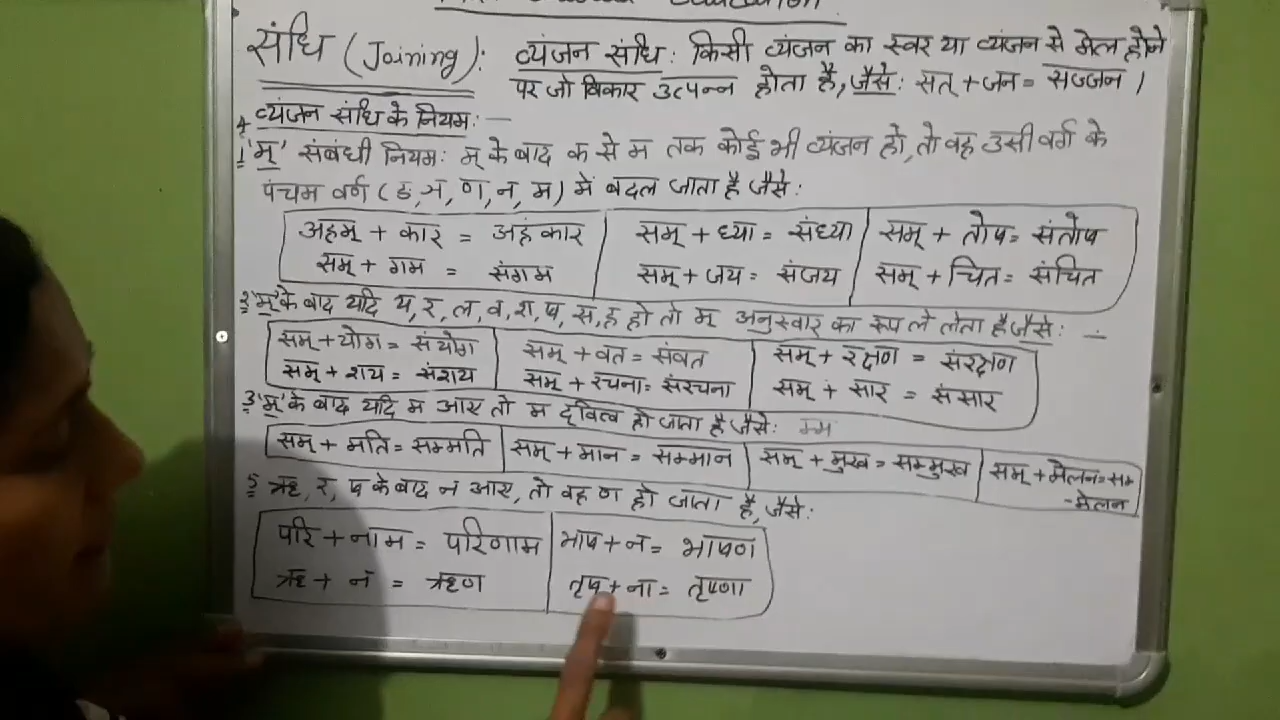 संधि (Joining): व्यंजन संधि: किसी व्यंजन का स्वर या व्यंजन से मेल होने
पर जो विकार उत्पन्न होता है, जैसे: सत् + जन = सज्जन ।
4 व्यंजन संधि के नियम: —
1 'म्' संबंधी नियम: म् के बाद क से म तक कोई भी व्यंजन हो, तो वह उसी वर्ग के
पंचम वर्ण (ङ, ञ, ण, न, म) में बदल जाता है जैसे:
अहम् + कार = अहंकार सम् + ध्या = संध्या सम् + तोष = संतोष
सम् + गम = संगम सम् + जय = संजय सम् + चित = संचित
2 'म्' के बाद यदि य, र, ल, व, श, ष, स, ह हो तो म् अनुस्वार का रूप ले लेता है जैसे: —
सम् + योग = संयोग सम् + वत = संवत सम् + रक्षण = संरक्षण
सम् + शय = संशय सम् + रचना = संरचना सम् + सार = संसार
3 'म्' के बाद यदि म आए तो म द्वित्व हो जाता है जैसे: म्म
सम् + मति = सम्मति सम् + मान = सम्मान सम् + मुख = सम्मुख सम् + मेलन = सम्
-मेलन
5 ऋ, र, ष के बाद न आए, तो वह ण हो जाता है, जैसे:
परि + नाम = परिणाम भाष + न = भाषण
ऋ + न = ऋण तृष + ना = तृष्णा